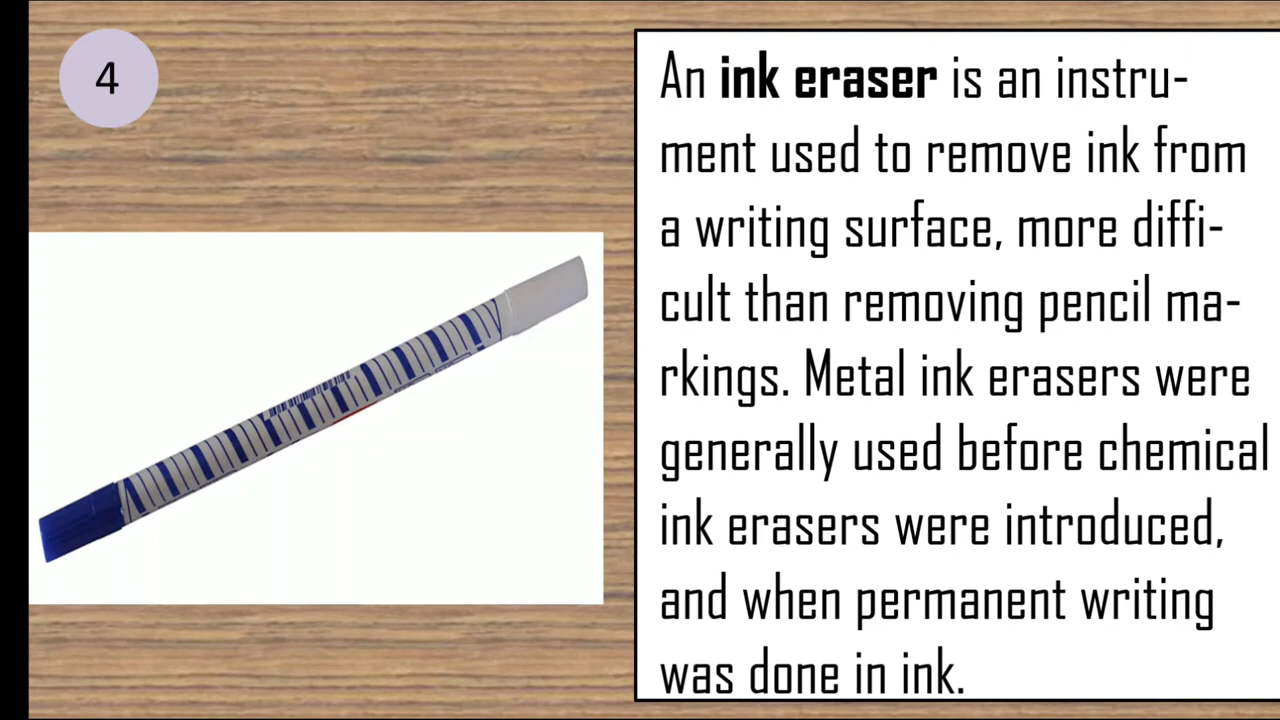 4
An ink eraser is an instru-
ment used to remove ink from
a writing surface, more diffi-
cult than removing pencil ma-
rkings. Metal ink erasers were
generally used before chemical
ink erasers were introduced,
and when permanent writing
was done in ink.